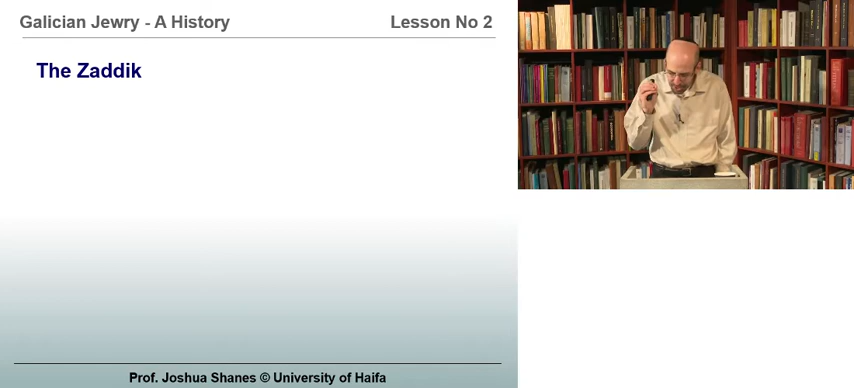 Galician Jewry - A History
Lesson No 2
The Zaddik
Prof. Joshua Shanes © University of Haifa